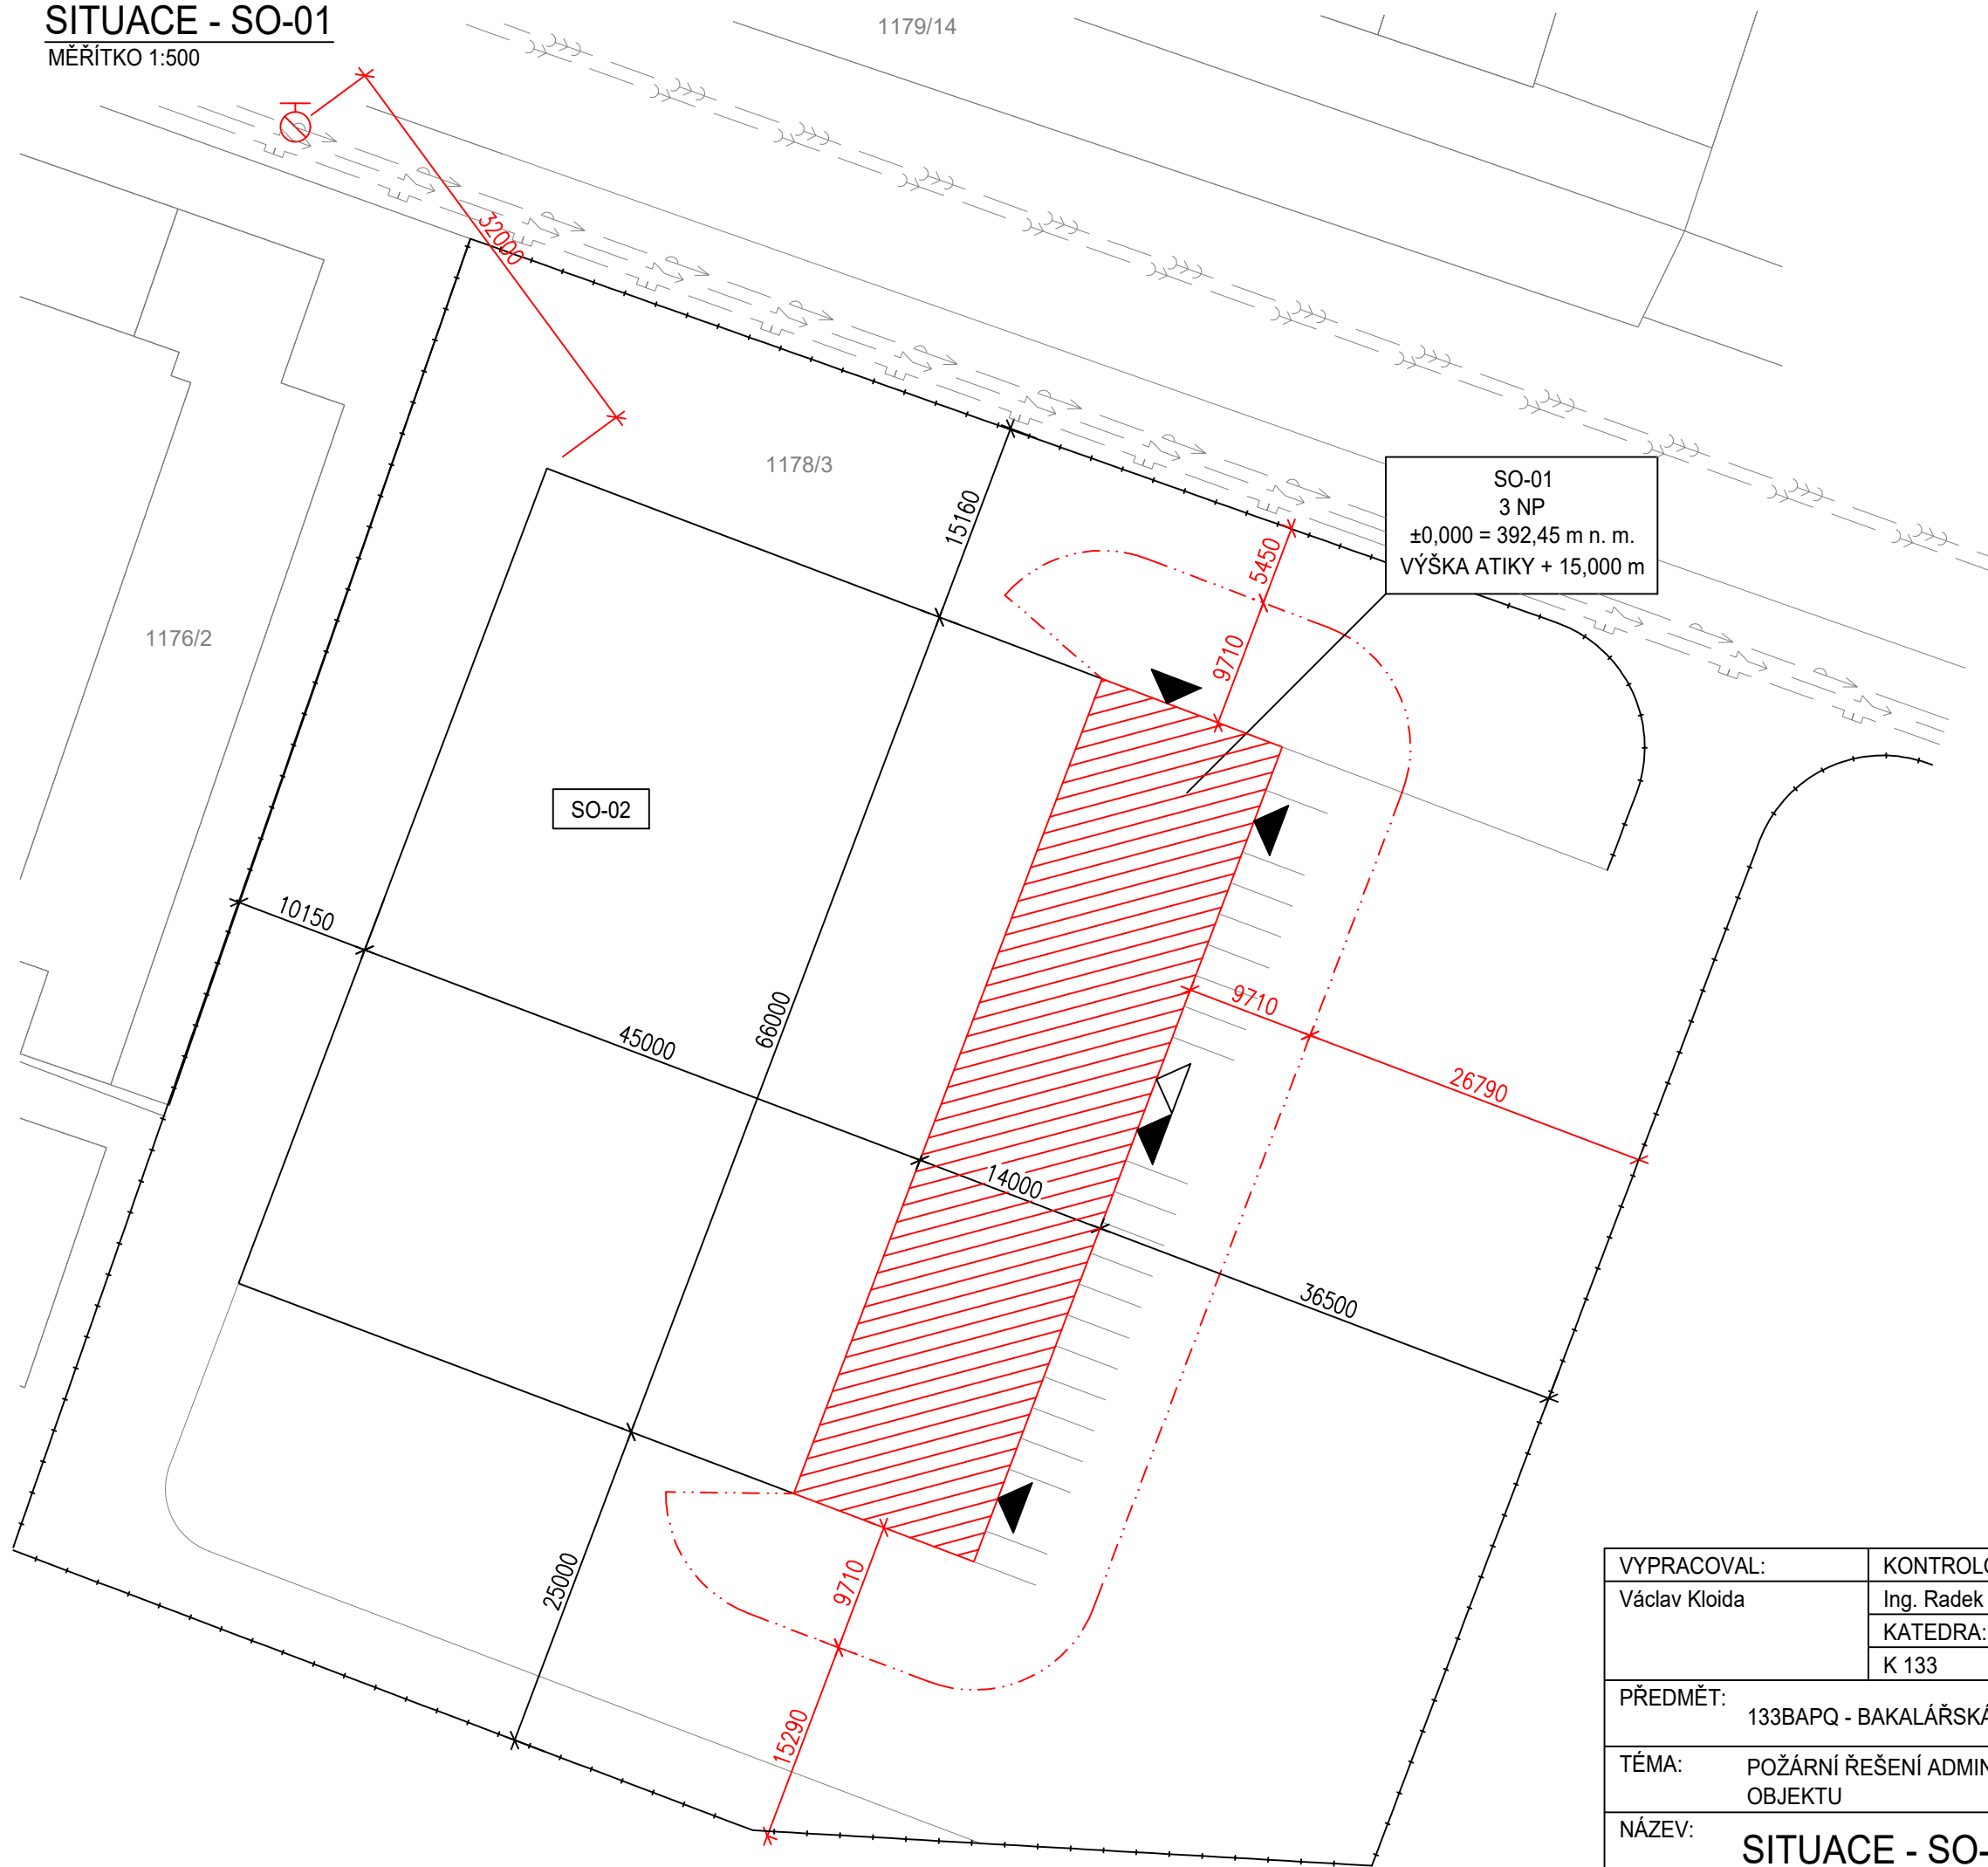 SITUACE - SO-01
MĚŘÍTKO 1:500
1179/14
32000
1178/3
15160
5450
SO-01
3 NP
±0,000 = 392,45 m n. m.
VÝŠKA ATIKY + 15,000 m
9710
1176/2
SO-02
10150
45000
66000
9710
26790
14000
36500
25000
9710
15290
VYPRACOVAL:
Václav Kloida
Ing. Radek
KATEDRA:
K 133
PŘEDMĚT:
133BAPQ - BAKALÁŘSKÁ
TÉMA:
POŽÁRNÍ ŘEŠENÍ
OBJEKTU
NÁZEV:
SITUACE - SO-